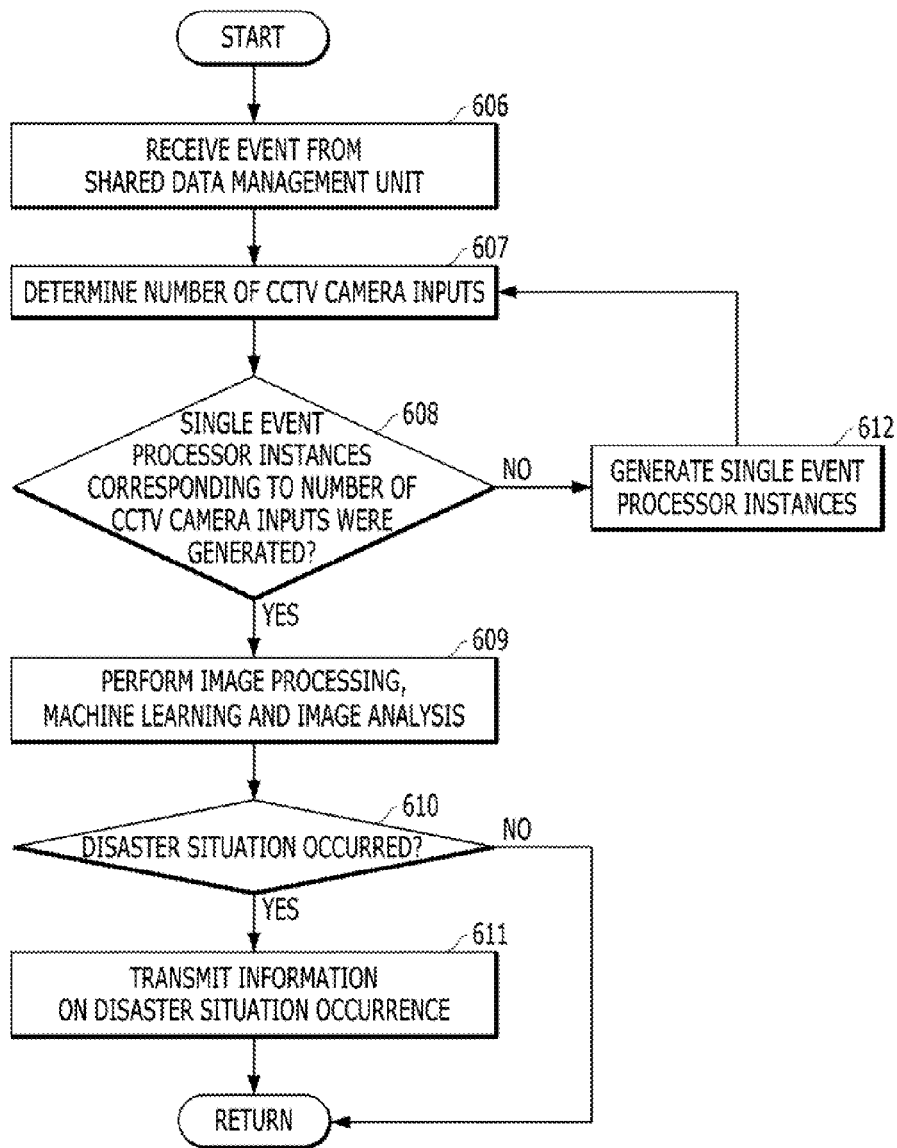 START
606
RECEIVE EVENT FROM
SHARED DATA MANAGEMENT UNIT
607
DETERMINE NUMBER OF CCTV CAMERA INPUTS
608
SINGLE EVENT
PROCESSOR INSTANCES
CORRESPONDING TO NUMBER OF
CCTV CAMERA INPUTS WERE
GENERATED?
NO
612
GENERATE SINGLE EVENT
PROCESSOR INSTANCES
YES
609
PERFORM IMAGE PROCESSING,
MACHINE LEARNING AND IMAGE ANALYSIS
610
DISASTER SITUATION OCCURRED?
NO
YES
611
TRANSMIT INFORMATION
ON DISASTER SITUATION OCCURRENCE
RETURN